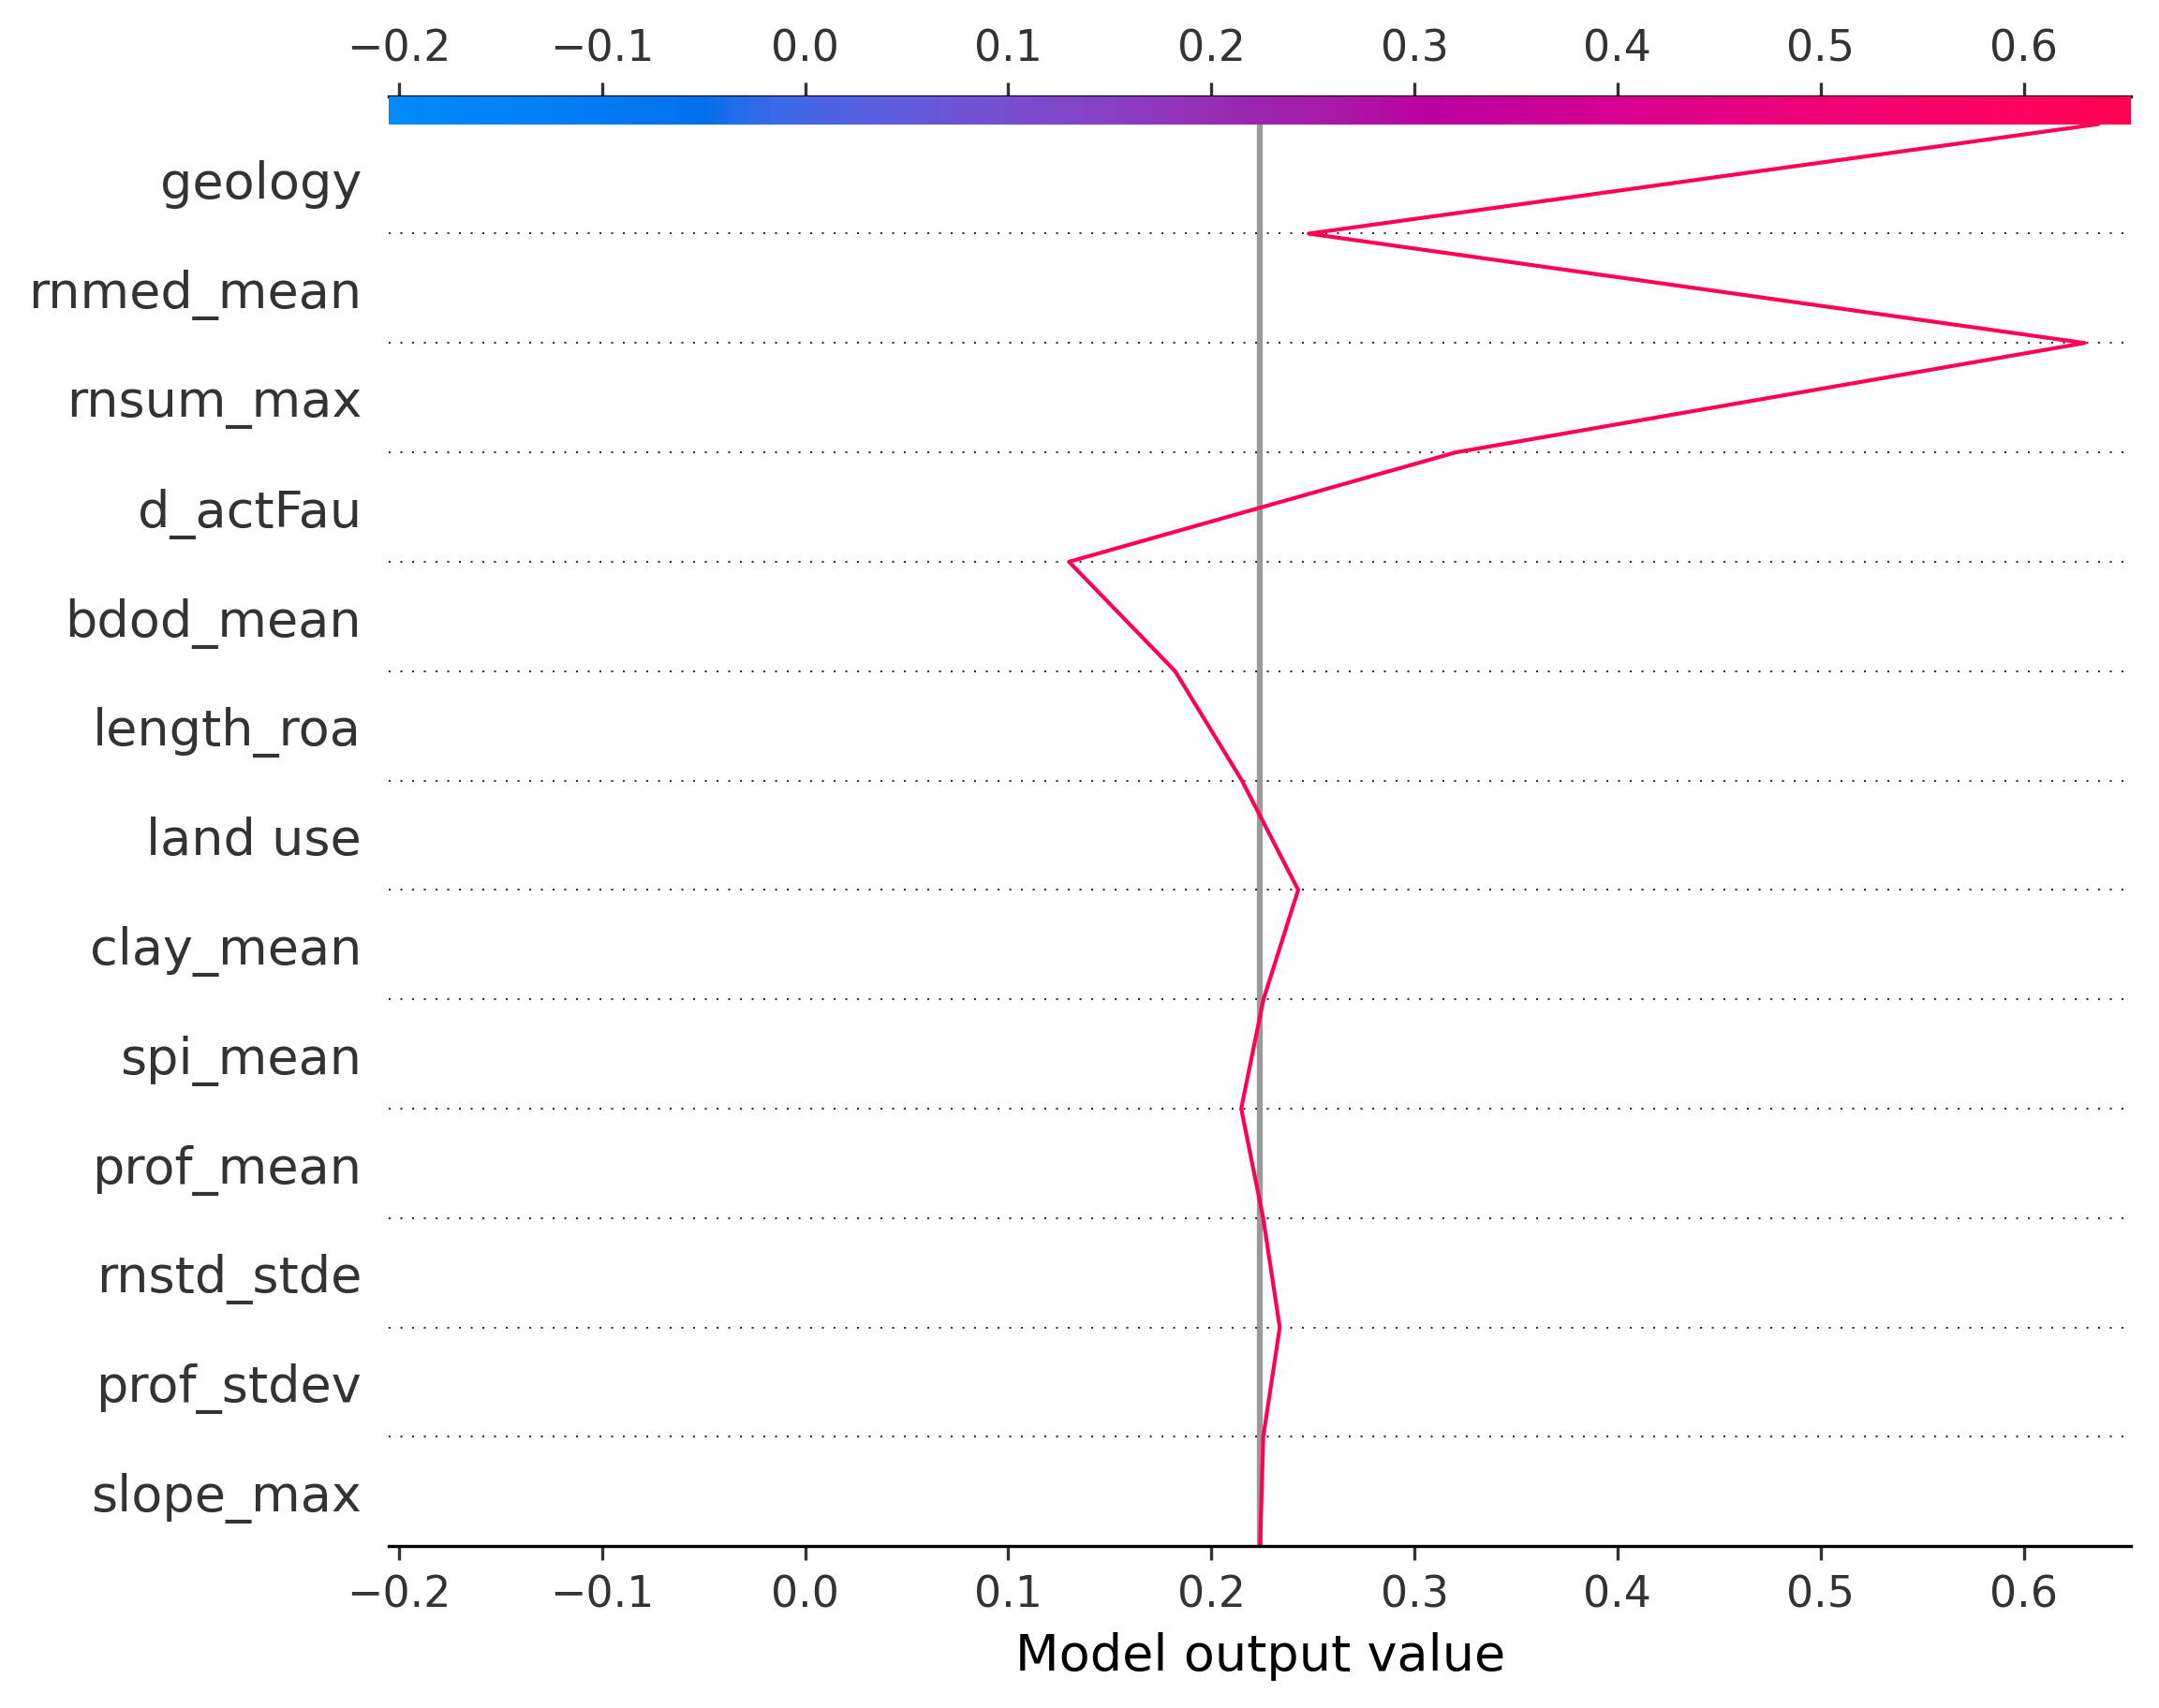 −0.2 −0.1 0.0 0.1 0.2 0.3 0.4 0.5 0.6
geology
rnmed_mean
rnsum_max
d_actFau
bdod_mean
length_roa
land use
clay_mean
spi_mean
prof_mean
rnstd_stde
prof_stdev
slope_max
−0.2 −0.1 0.0 0.1 0.2 0.3 0.4 0.5 0.6
Model output value